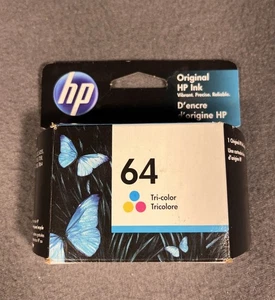 hp
Original
HP Ink
Vibrant. Precise. Reliable.
D'encre
d'origine HP
64
Tri-color
Tricolore